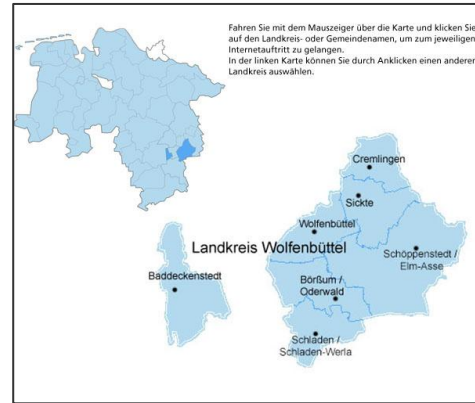 Fahren Sie mit dem Mauszeiger über die Karte und klicken Sie
auf den Landkreis- oder Gemeindenamen, um zum jeweiligen
Internetauftritt zu gelangen.
In der linken Karte können Sie durch Anklicken einen anderen
Landkreis auswählen.
Cremlingen
Sickte
Wolfenbüttel
Landkreis Wolfenbüttel
Schöppenstedt /
Elm-Asse
Baddeckenstedt
Börßum /
Oderwald
Schladen /
Schladen-Werla